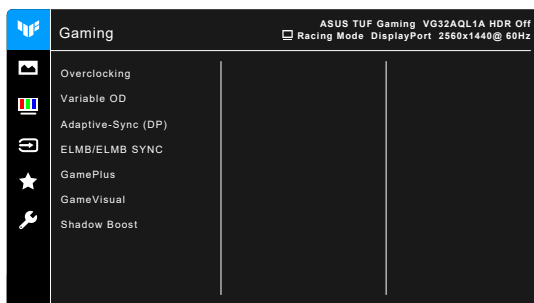 Gaming
ASUS TUF Gaming VG32AQL1A HDR Off
Racing Mode DisplayPort 2560x1440@ 60Hz
Overclocking
Variable OD
Adaptive-Sync (DP)
ELMB/ELMB SYNC
GamePlus
GameVisual
Shadow Boost